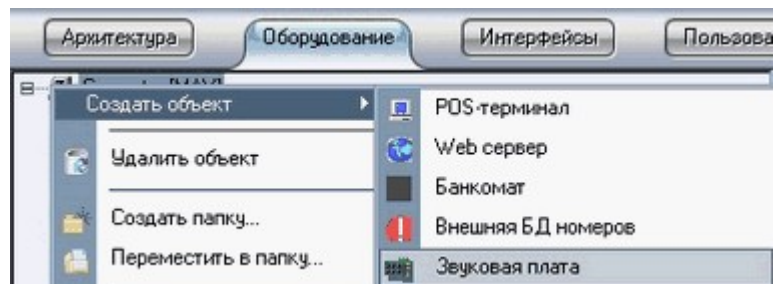 Архитектура Оборудование Интерфейсы
Создать объект POS-терминал
Удалить объект Web сервер
Банкомат
Создать папку... Внешняя БД номеров
Переместить в папку... Звуковая плата